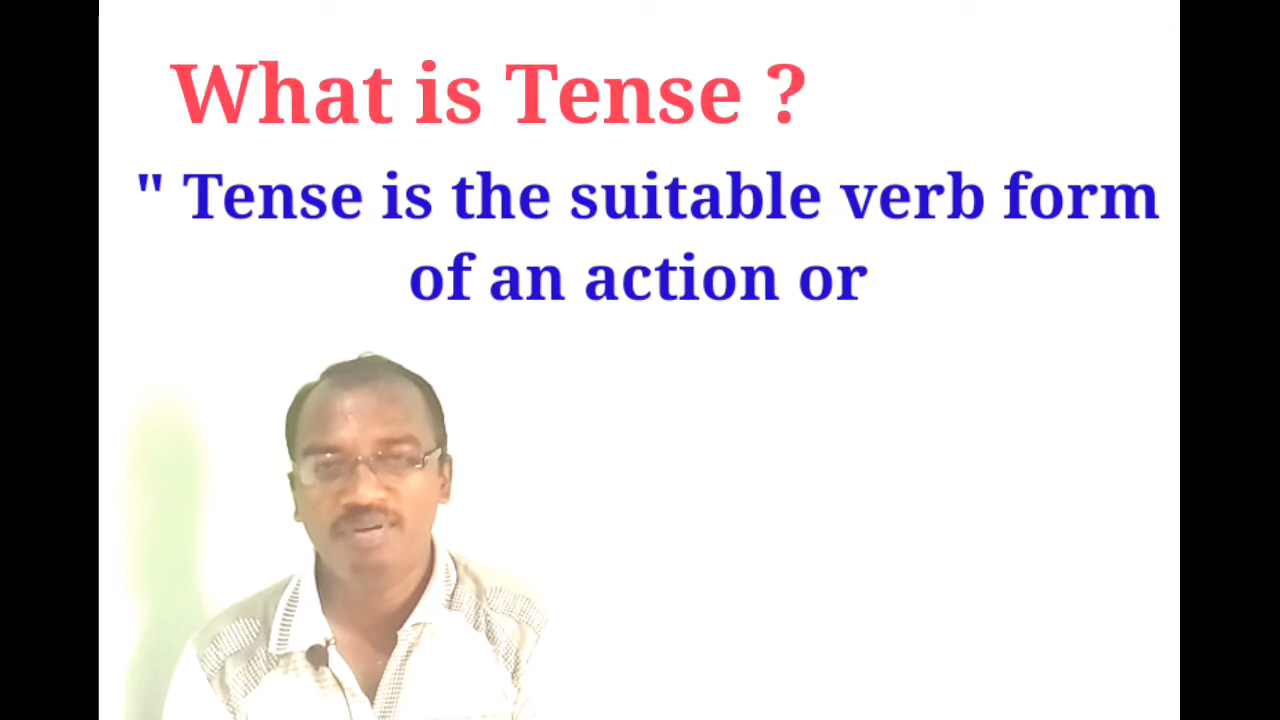 What is Tense ?
" Tense is the suitable verb form
of an action or